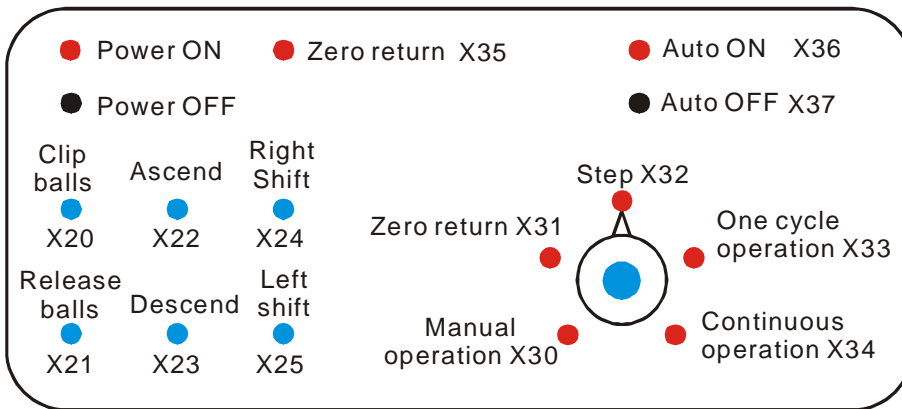 Power ON
Zero return X35
Auto ON X36
Power OFF
Auto OFF X37
Clip
balls
X20
Ascend
X22
Right
Shift
X24
Release
balls
X21
Descend
X23
Left
shift
X25
Step X32
Zero return X31
One cycle
operation X33
Manual
operation X30
Continuous
operation X34